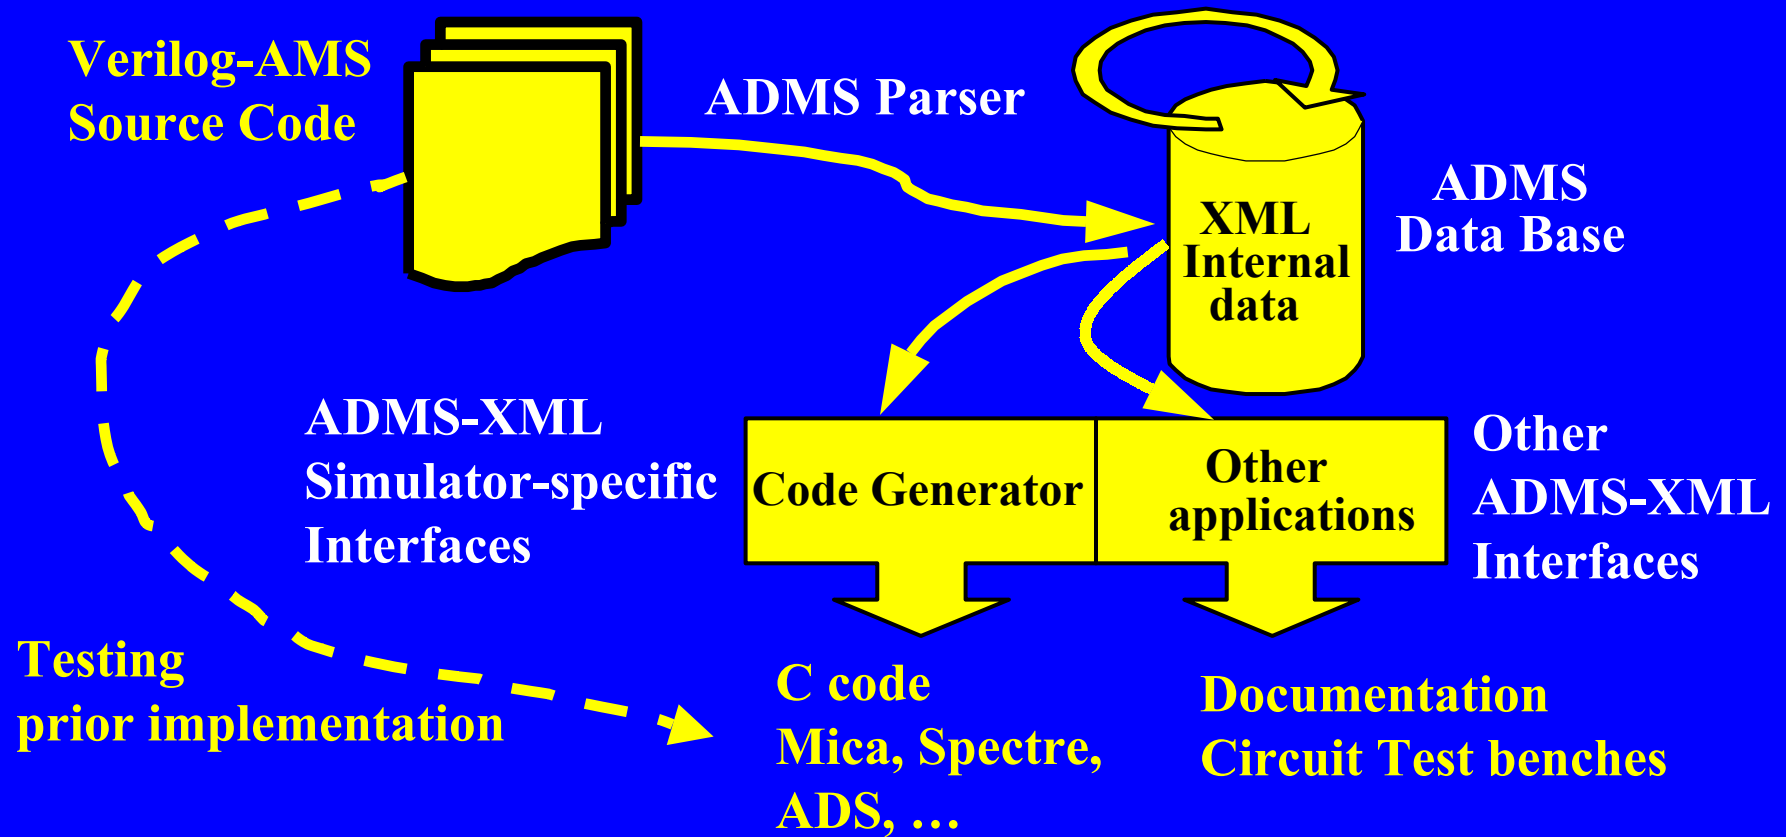 Verilog-AMS
Source Code
ADMS Parser
XML
Internal
data
ADMS
Data Base
ADMS-XML
Simulator-specific
Interfaces
Code Generator
Other
applications
Other
ADMS-XML
Interfaces
Testing
prior implementation
C code
Mica, Spectre,
ADS, …
Documentation
Circuit Test benches